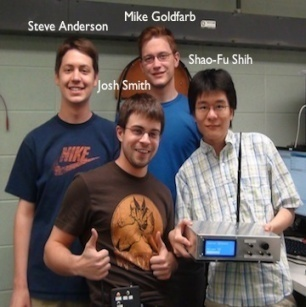 Mike Goldfarb
Steve Anderson
Shao-Fu Shih
Josh Smith
NIKE